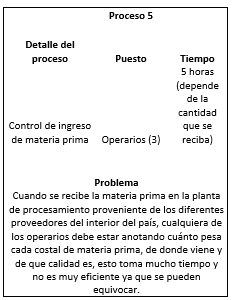 Proceso 5
Detalle del proceso
Puesto
Tiempo
Control de ingreso de materia prima
Operarios (3)
5 horas
(depende
de la
cantidad
que se
reciba)
Problema
Cuando se recibe la materia prima en la planta
de procesamiento proveniente de los diferentes
proveedores del interior del país, cualquiera de
los operarios debe estar anotando cuánto pesa
cada costal de materia prima, de donde viene y
de que calidad es, esto toma mucho tiempo y
no es muy eficiente ya que se pueden
equivocar.